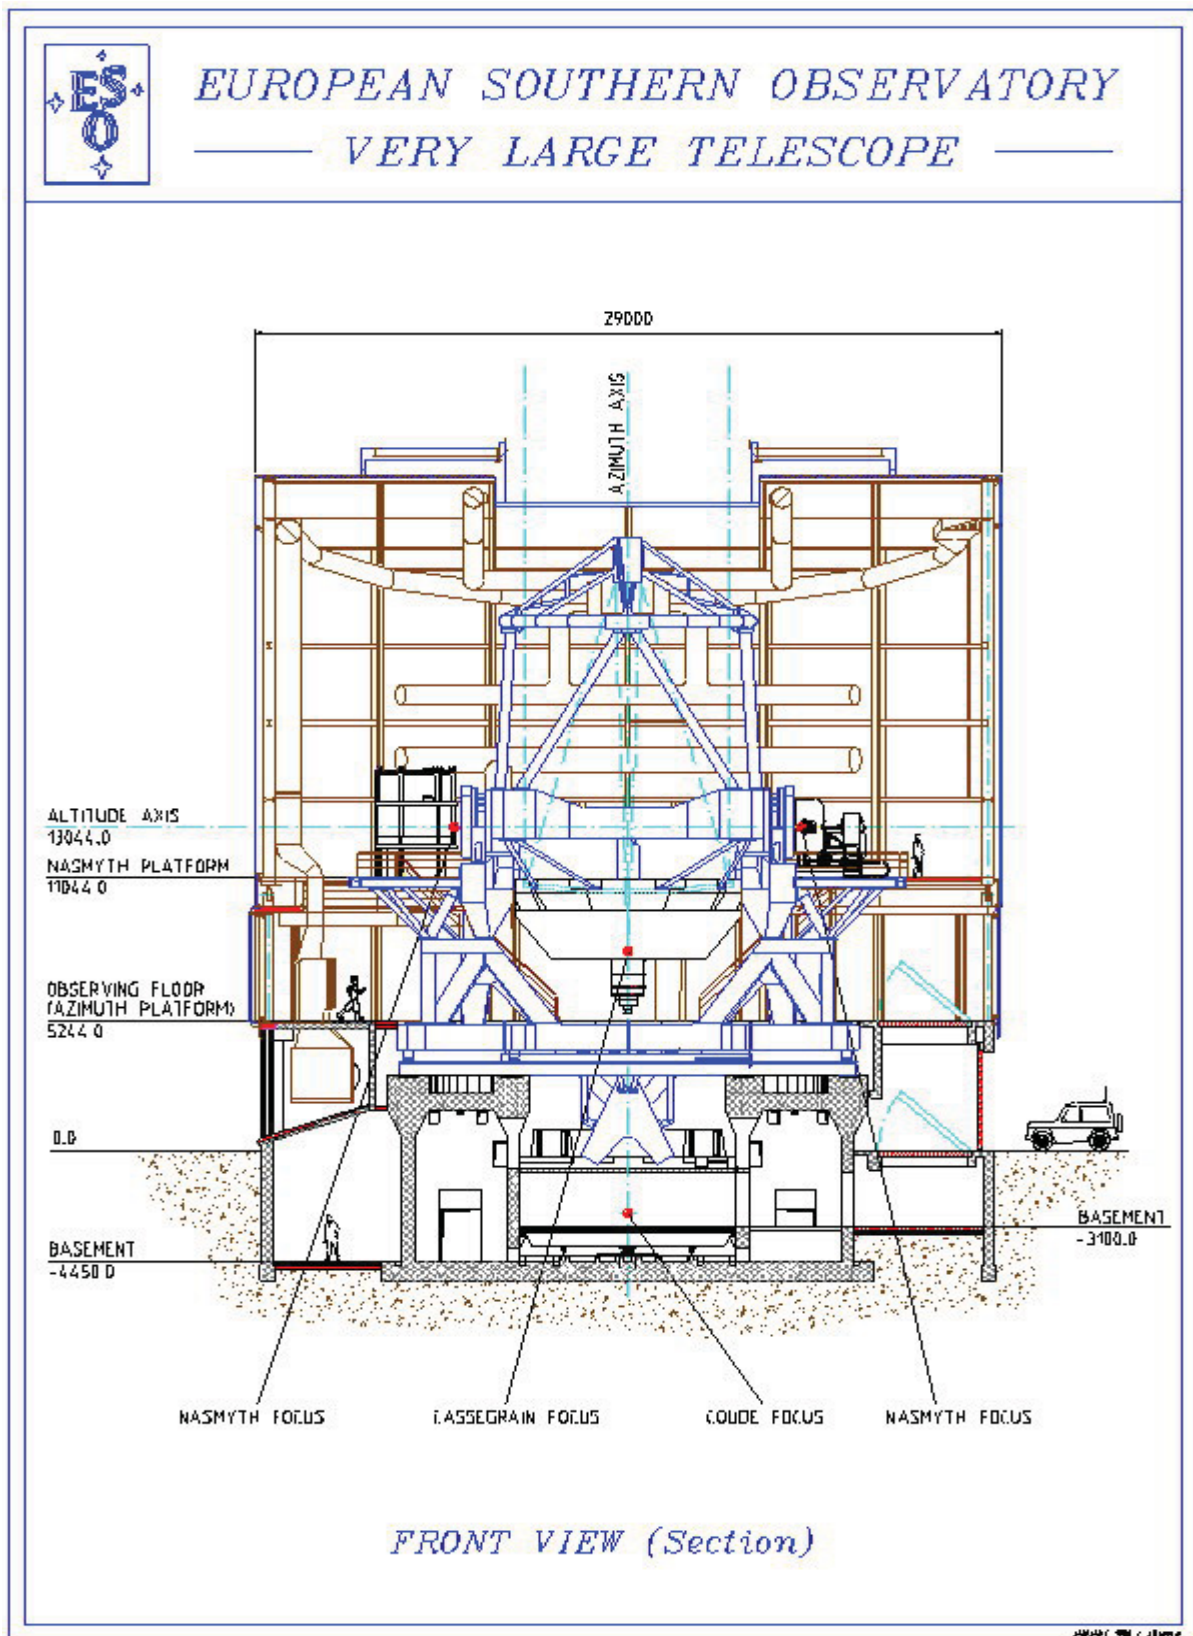 ESO
EUROPEAN SOUTHERN OBSERVATORY
VERY LARGE TELESCOPE
29000
AZIMUTH AXIS
ALTITUDE AXIS
13044.0
NASMYTH PLATFORM
11044.0
OBSERVING FLOOR
(AZIMUTH PLATFORM)
5244.0
0.0
BASEMENT
-3100.0
BASEMENT
-4450.0
NASMYTH FOCUS
CASSEGRAIN FOCUS
COUDE FOCUS
NASMYTH FOCUS
FRONT VIEW (Section)